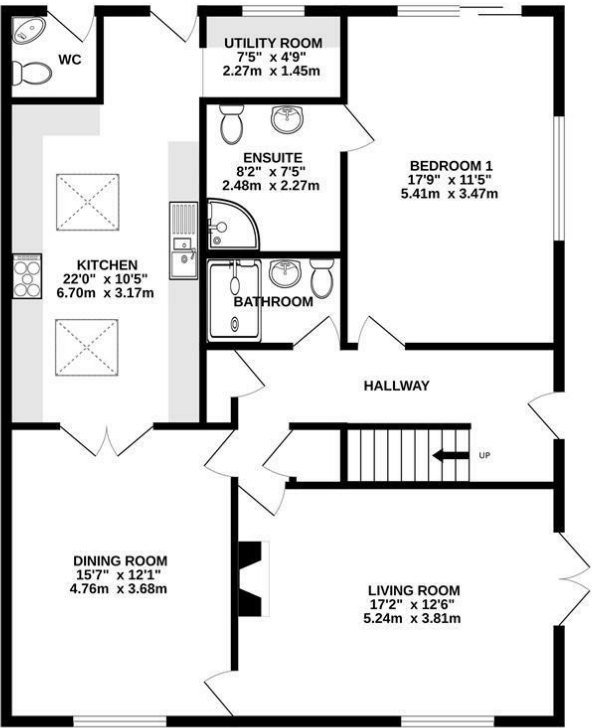 WC
UTILITY ROOM
7'5" x 4'9"
2.27m x 1.45m
ENSUITE
8'2" x 7'5"
2.48m x 2.27m
BEDROOM 1
17'9" x 11'5"
5.41m x 3.47m
KITCHEN
22'0" x 10'5"
6.70m x 3.17m
BATHROOM
HALLWAY
UP
DINING ROOM
15'7" x 12'1"
4.76m x 3.68m
LIVING ROOM
17'2" x 12'6"
5.24m x 3.81m